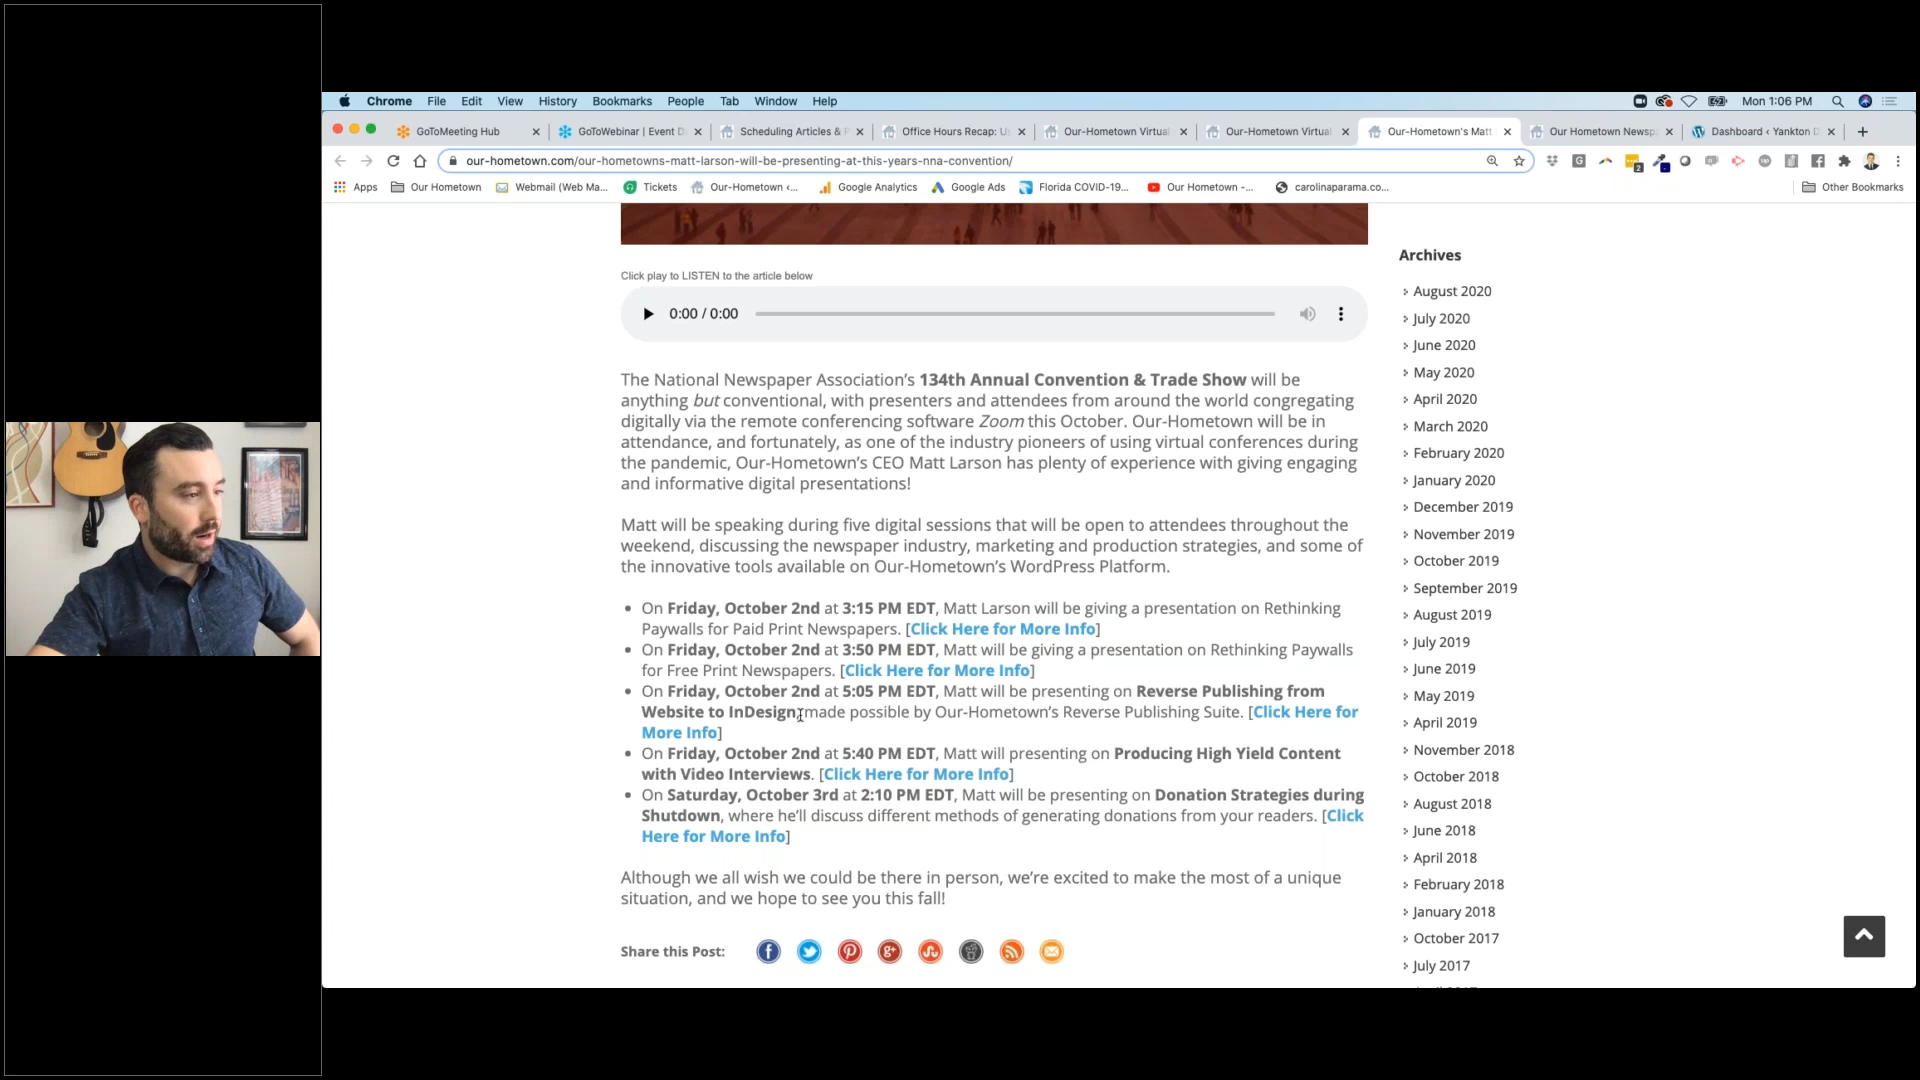 Chrome File Edit View History Bookmarks People Tab Window Help
Mon 1:06 PM
GoToMeeting Hub
GoToWebinar | Event D
Scheduling Articles & P
Office Hours Recap: U
Our-Hometown Virtual
Our-Hometown Virtual
Our-Hometown's Matt
Our Hometown Newsp
Dashboard ‹ Yankton D
our-hometown.com/our-hometowns-matt-larson-will-be-presenting-at-this-years-nna-convention/
Apps
Our Hometown
Webmail (Web Ma...
Tickets
Our-Hometown ‹...
Google Analytics
Google Ads
Florida COVID-19...
Our Hometown -...
carolinaparama.co...
Other Bookmarks
Click play to LISTEN to the article below
0:00 / 0:00
The National Newspaper Association's 134th Annual Convention & Trade Show will be
anything but conventional, with presenters and attendees from around the world congregating
digitally via the remote conferencing software Zoom this October. Our-Hometown will be in
attendance, and fortunately, as one of the industry pioneers of using virtual conferences during
the pandemic, Our-Hometown's CEO Matt Larson has plenty of experience with giving engaging
and informative digital presentations!
Matt will be speaking during five digital sessions that will be open to attendees throughout the
weekend, discussing the newspaper industry, marketing and production strategies, and some of
the innovative tools available on Our-Hometown's WordPress Platform.
On Friday, October 2nd at 3:15 PM EDT, Matt Larson will be giving a presentation on Rethinking
Paywalls for Paid Print Newspapers. [Click Here for More Info]
On Friday, October 2nd at 3:50 PM EDT, Matt will be giving a presentation on Rethinking Paywalls
for Free Print Newspapers. [Click Here for More Info]
On Friday, October 2nd at 5:05 PM EDT, Matt will be presenting on Reverse Publishing from
Website to InDesign, made possible by Our-Hometown's Reverse Publishing Suite. [Click Here for
More Info]
On Friday, October 2nd at 5:40 PM EDT, Matt will presenting on Producing High Yield Content
with Video Interviews. [Click Here for More Info]
On Saturday, October 3rd at 2:10 PM EDT, Matt will be presenting on Donation Strategies during
Shutdown, where he'll discuss different methods of generating donations from your readers. [Click
Here for More Info]
Although we all wish we could be there in person, we're excited to make the most of a unique
situation, and we hope to see you this fall!
Share this Post:
Archives
August 2020
July 2020
June 2020
May 2020
April 2020
March 2020
February 2020
January 2020
December 2019
November 2019
October 2019
September 2019
August 2019
July 2019
June 2019
May 2019
April 2019
November 2018
October 2018
August 2018
June 2018
April 2018
February 2018
January 2018
October 2017
July 2017